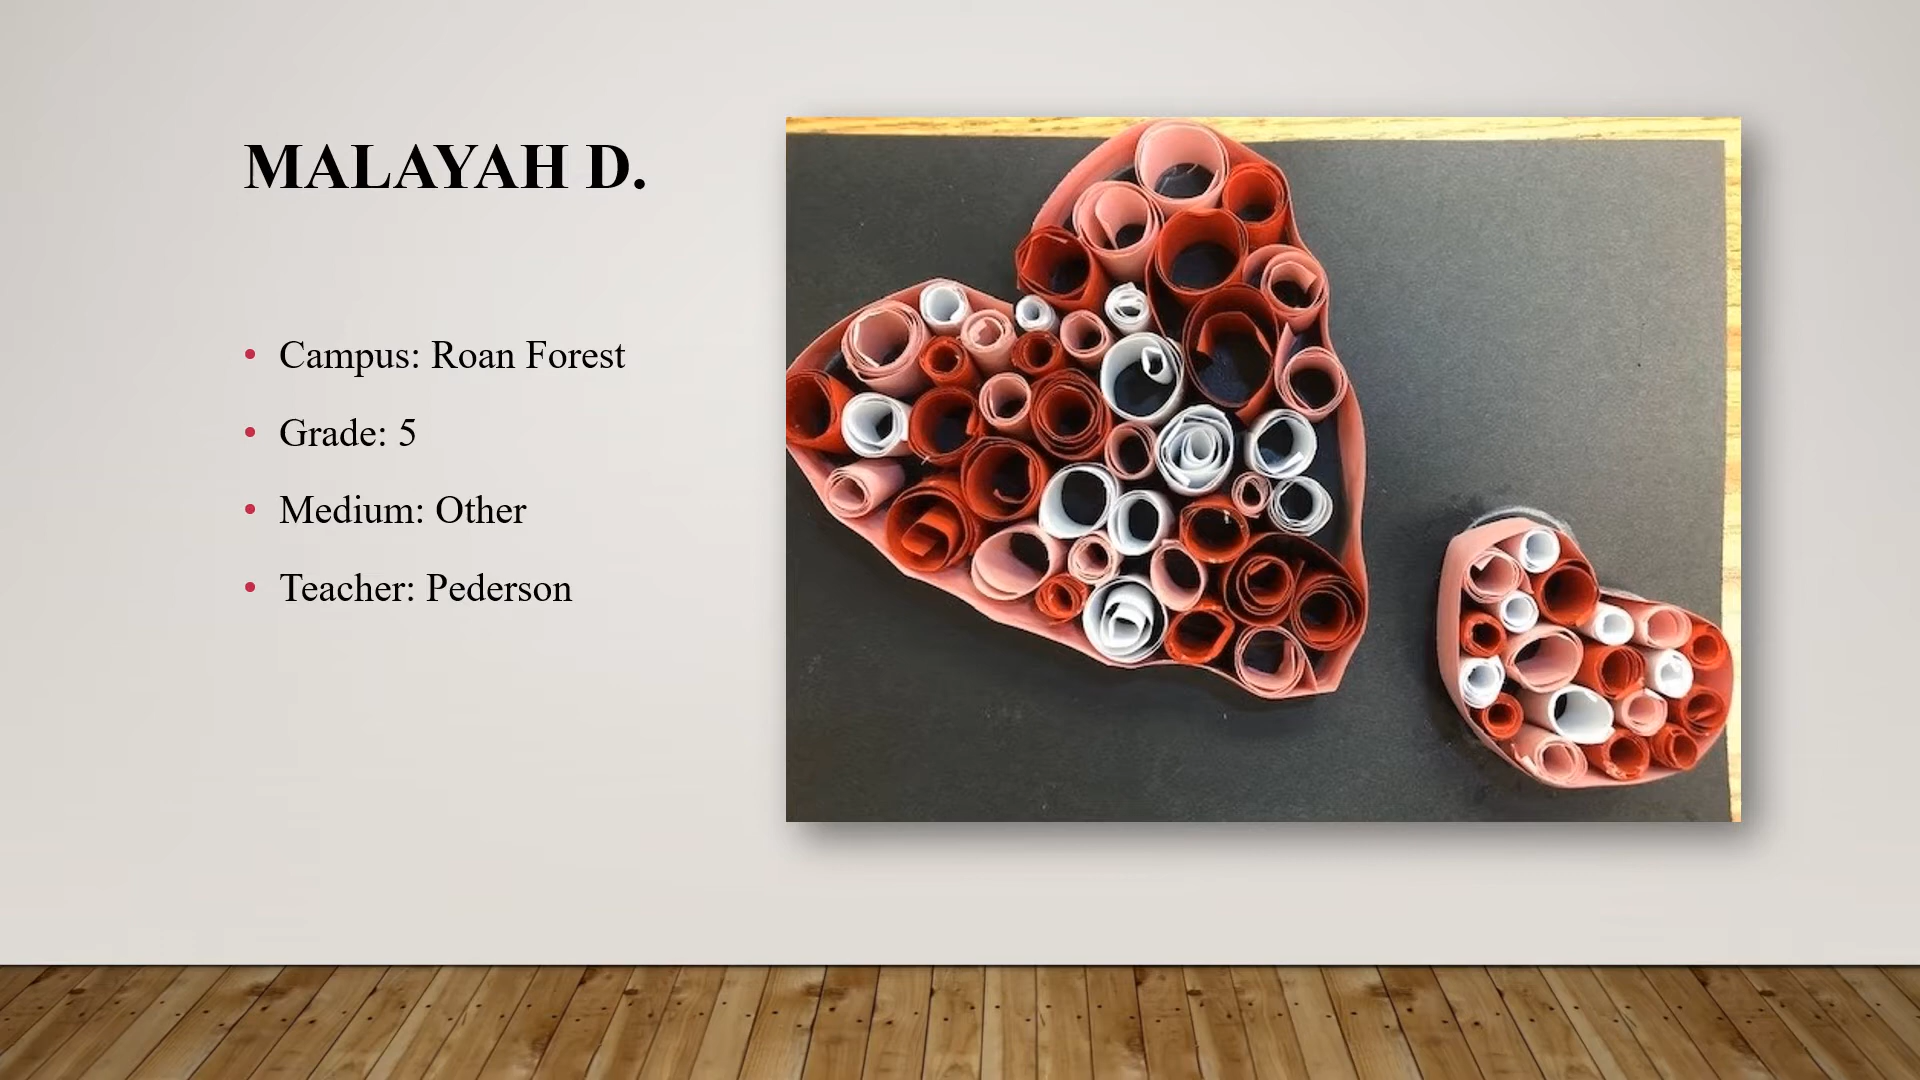 MALAYAH D.
• Campus: Roan Forest
• Grade: 5
• Medium: Other
• Teacher: Pederson